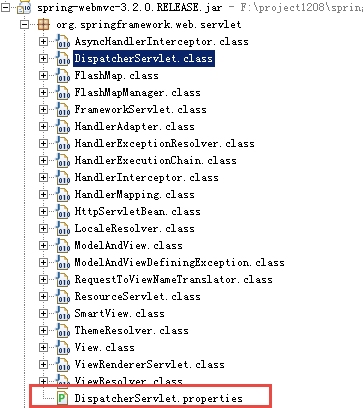 spring-webmvc-3.2.0.RELEASE.jar - F:\project1208\sprin
org.springframework.web.servlet
AsyncHandlerInterceptor.class
DispatcherServlet.class
FlashMap.class
FlashMapManager.class
FrameworkServlet.class
HandlerAdapter.class
HandlerExceptionResolver.class
HandlerExecutionChain.class
HandlerInterceptor.class
HandlerMapping.class
HttpServletBean.class
LocaleResolver.class
ModelAndView.class
ModelAndViewDefiningException.class
RequestToViewNameTranslator.class
ResourceServlet.class
SmartView.class
ThemeResolver.class
View.class
ViewRendererServlet.class
ViewResolver.class
DispatcherServlet.properties